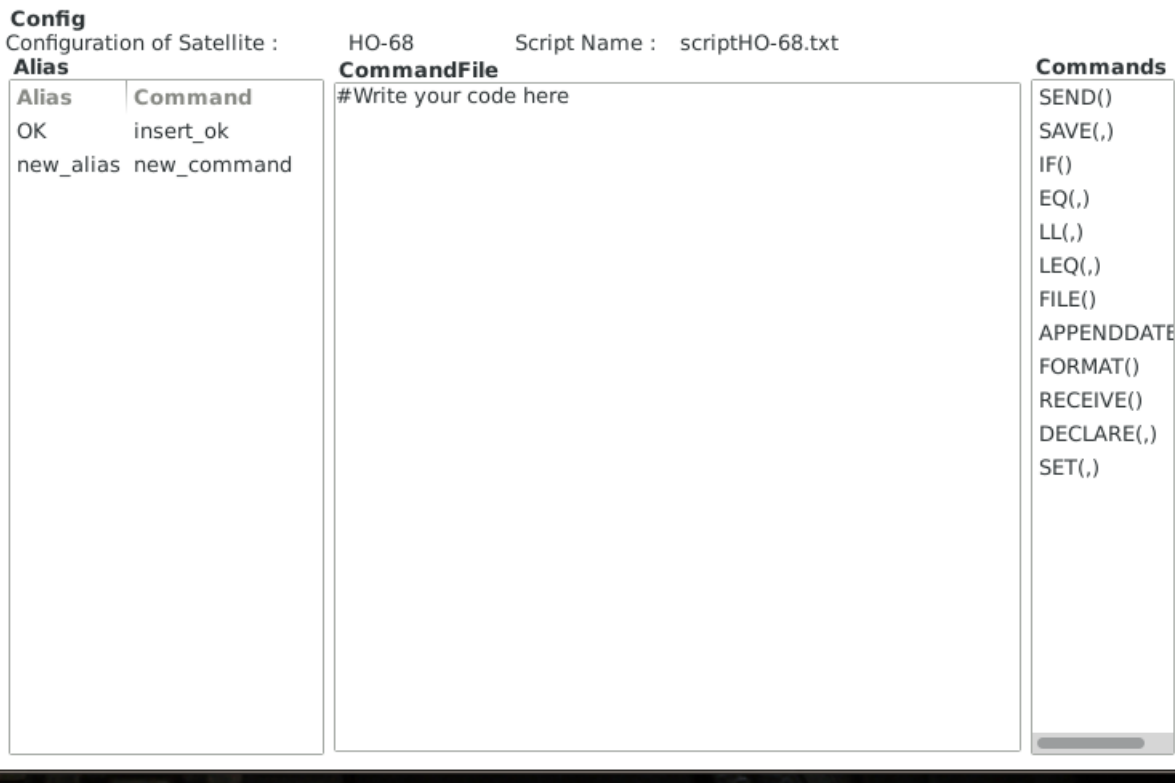 Config
Configuration of Satellite : HO-68 Script Name : scriptHO-68.txt
Alias
Alias Command
OK insert_ok
new_alias new_command
CommandFile
#Write your code here
Commands
SEND()
SAVE(,)
IF()
EQ(,)
LL(,)
LEQ(,)
FILE()
APPENDDATE
FORMAT()
RECEIVE()
DECLARE(,)
SET(,)